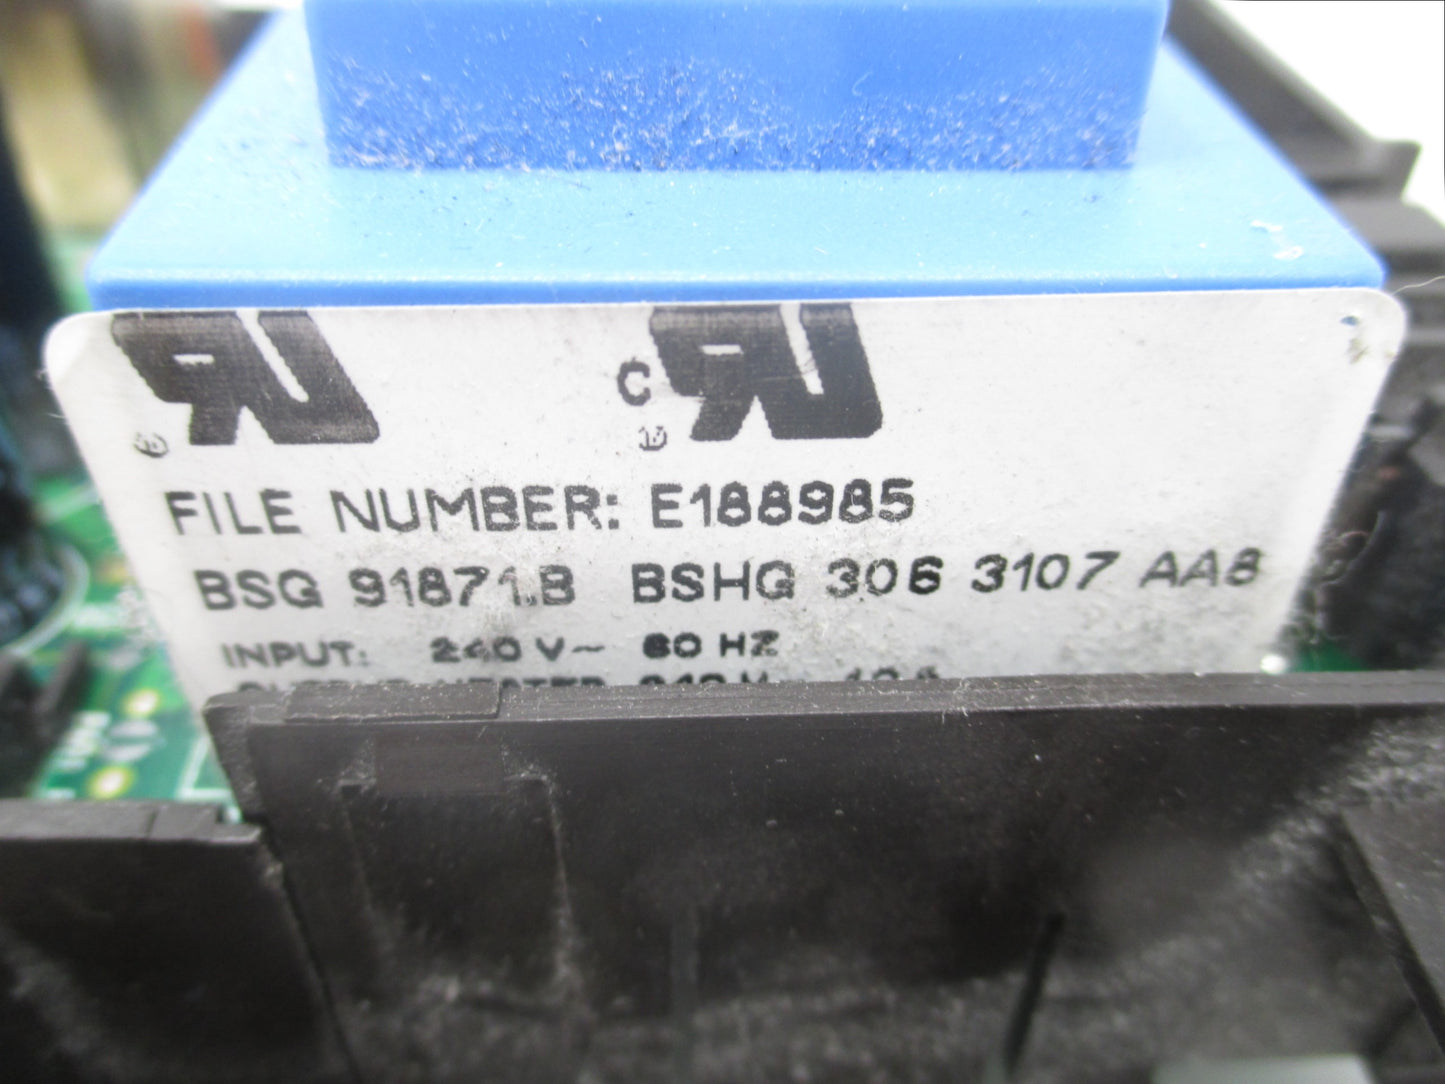 C
FILE NUMBER: E188985
BSG 91871.B BSHG 306 3107 AA8
INPUT: 240 V~ 60 HZ